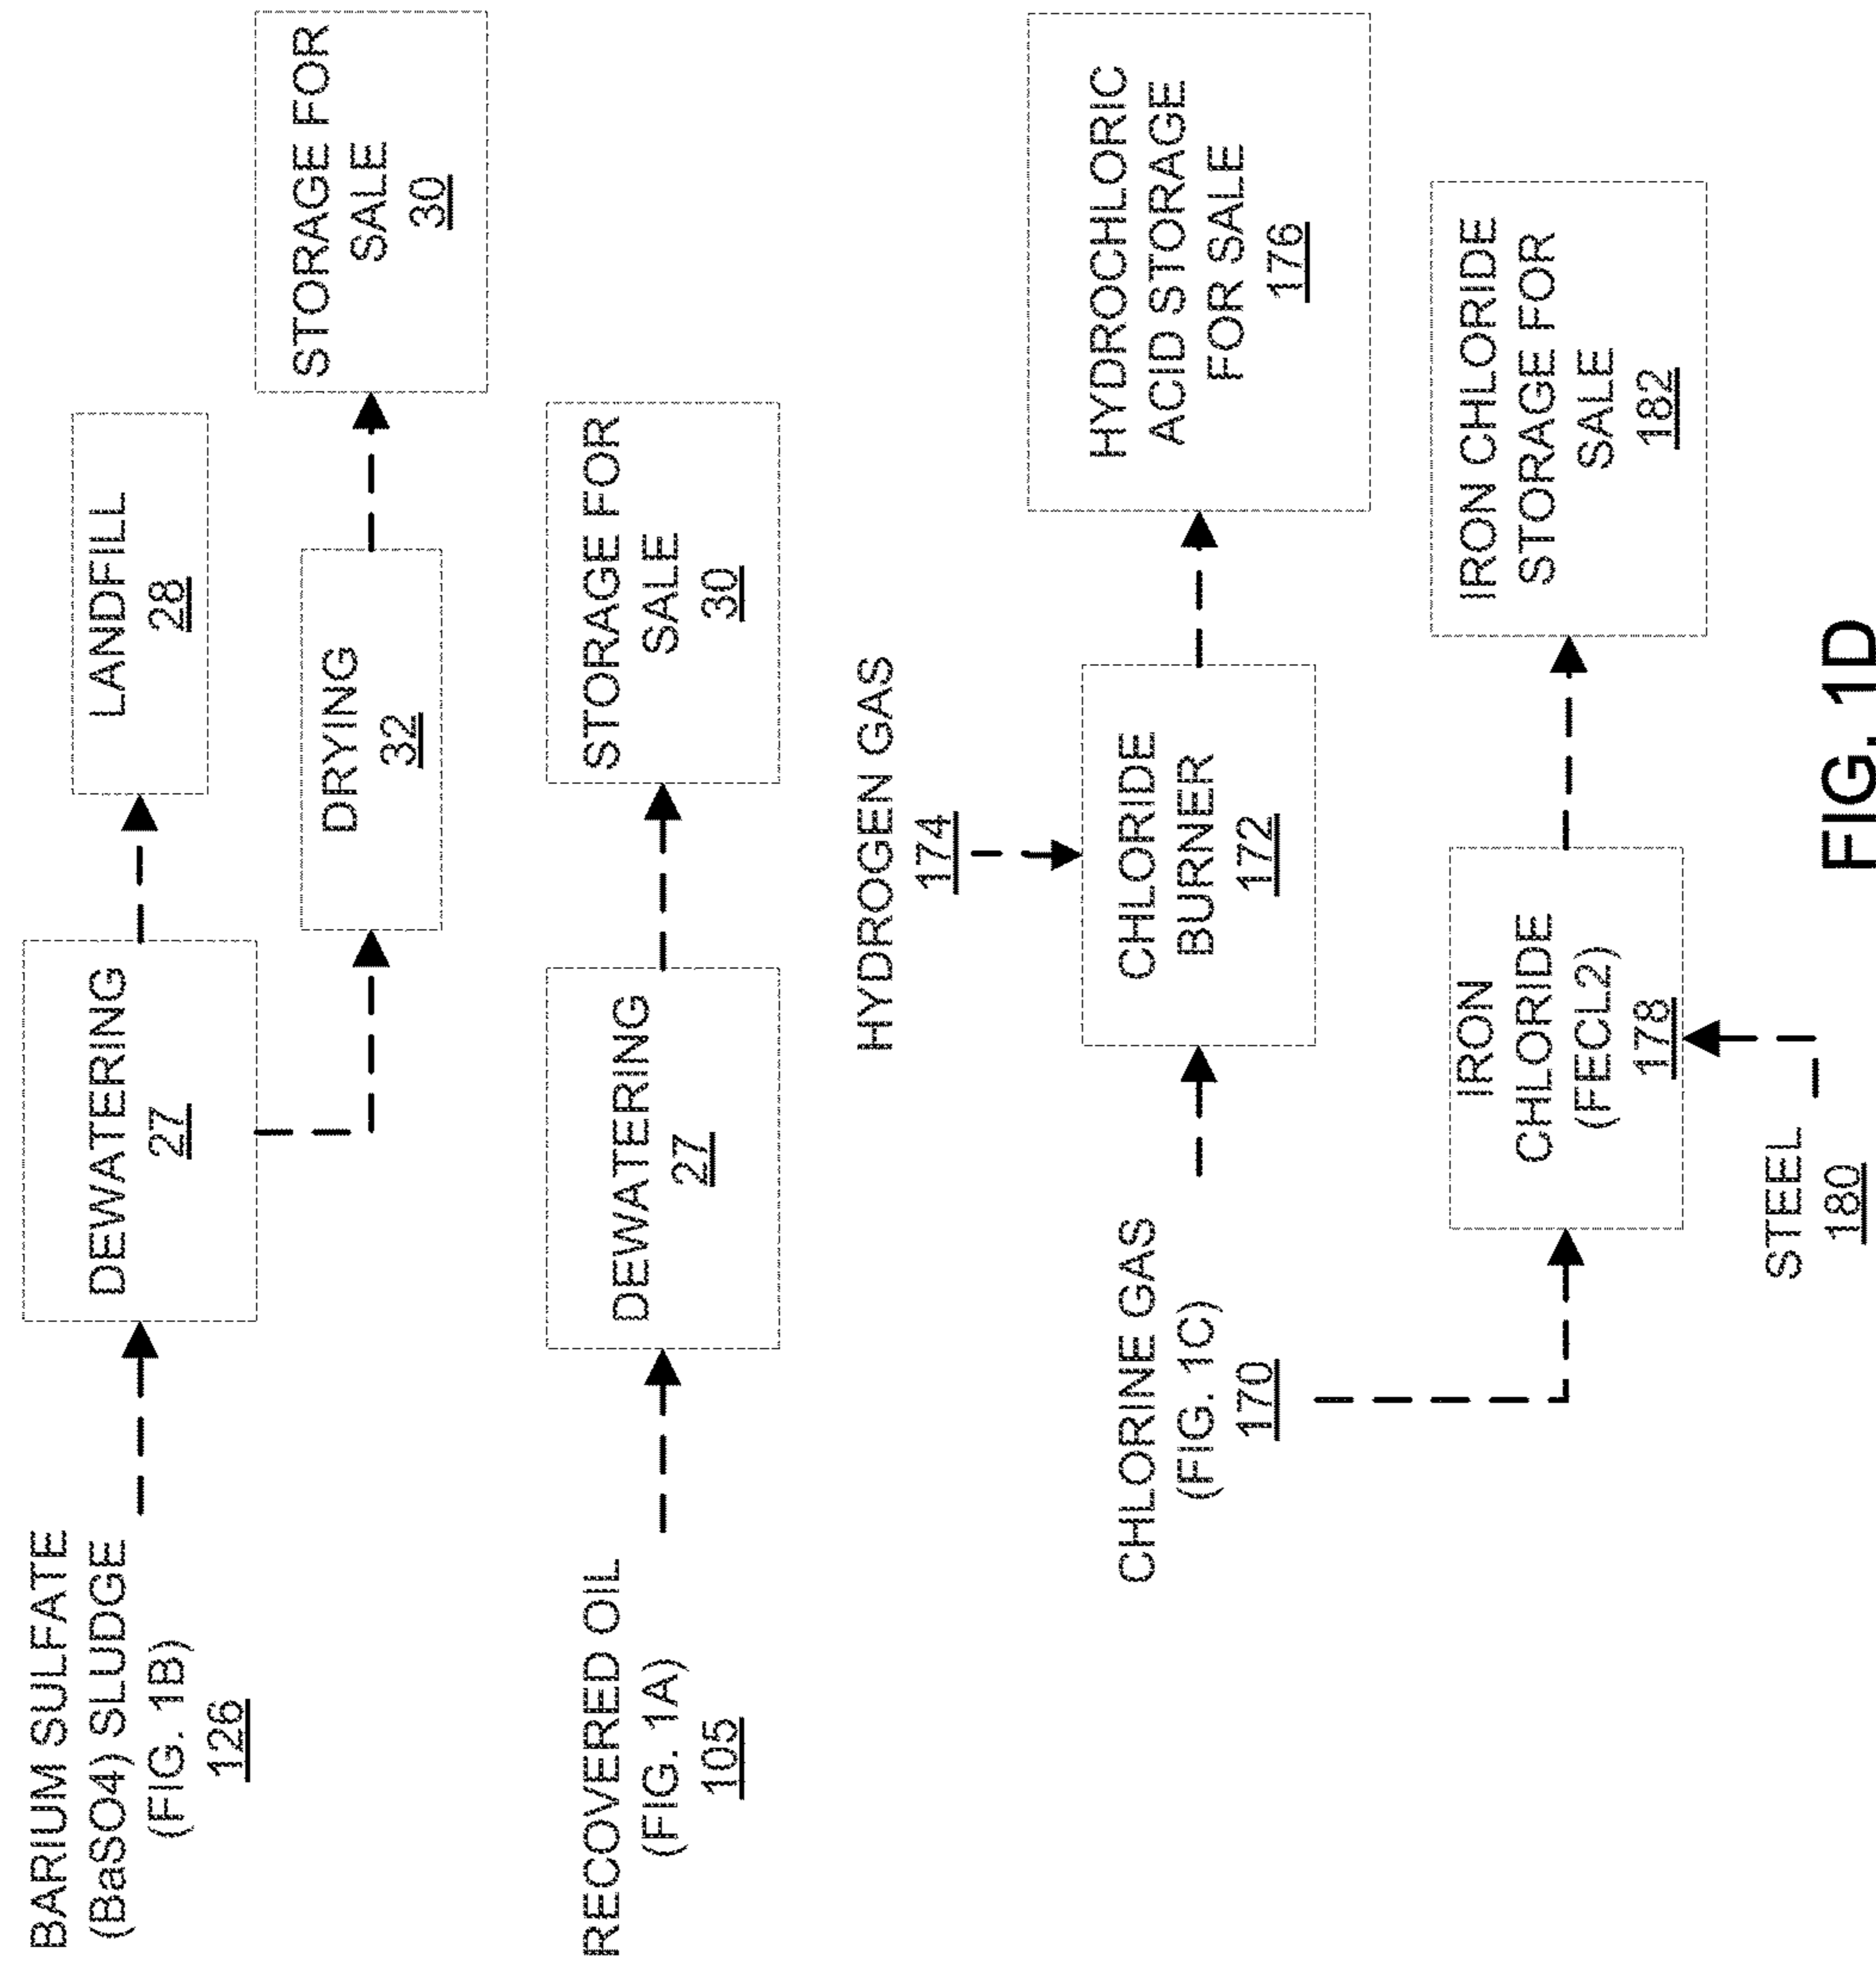 BARIUM SULFATE
(BaSO4) SLUDGE
(FIG. 1B)
126
DEWATERING
27
LANDFILL
28
DRYING
32
STORAGE FOR
SALE
30
RECOVERED OIL
(FIG. 1A)
105
DEWATERING
27
STORAGE FOR
SALE
30
HYDROGEN GAS
174
CHLORINE GAS
(FIG. 1C)
170
CHLORIDE
BURNER
172
HYDROCHLORIC
ACID STORAGE
FOR SALE
176
IRON
CHLORIDE
(FECL2)
178
IRON CHLORIDE
STORAGE FOR
SALE
182
STEEL
180
FIG. 1D